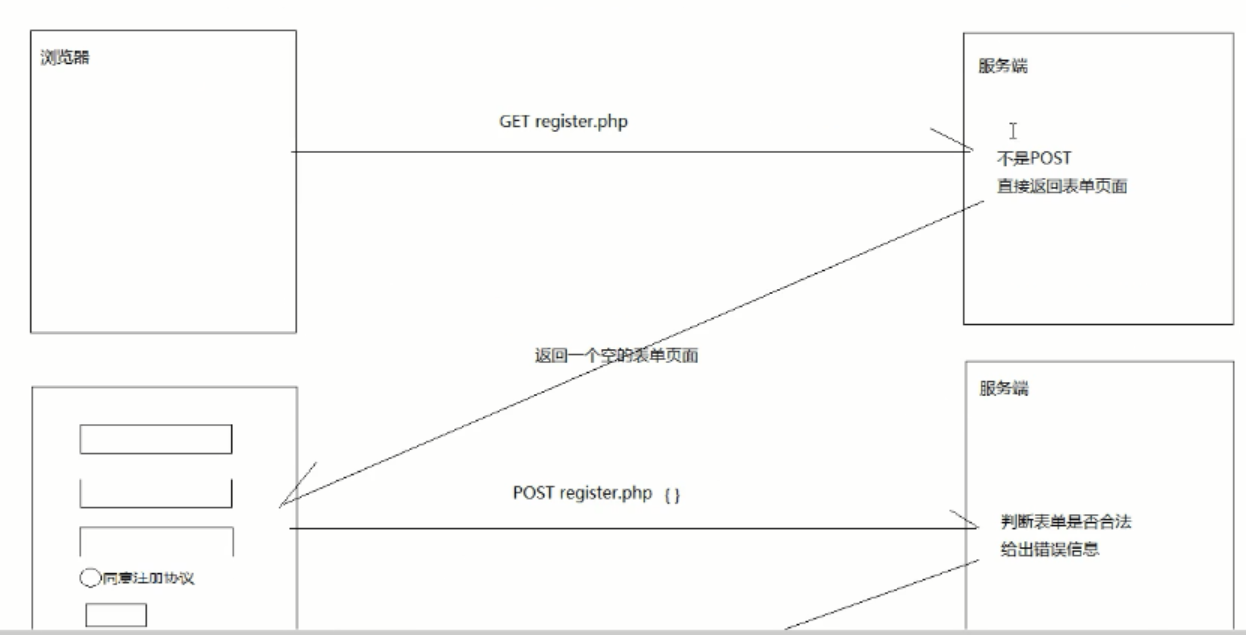 浏览器
服务端
GET register.php
不是POST
直接返回表单页面
返回一个空的表单页面
服务端
POST register.php { }
判断表单是否合法
给出错误信息
同意注册协议